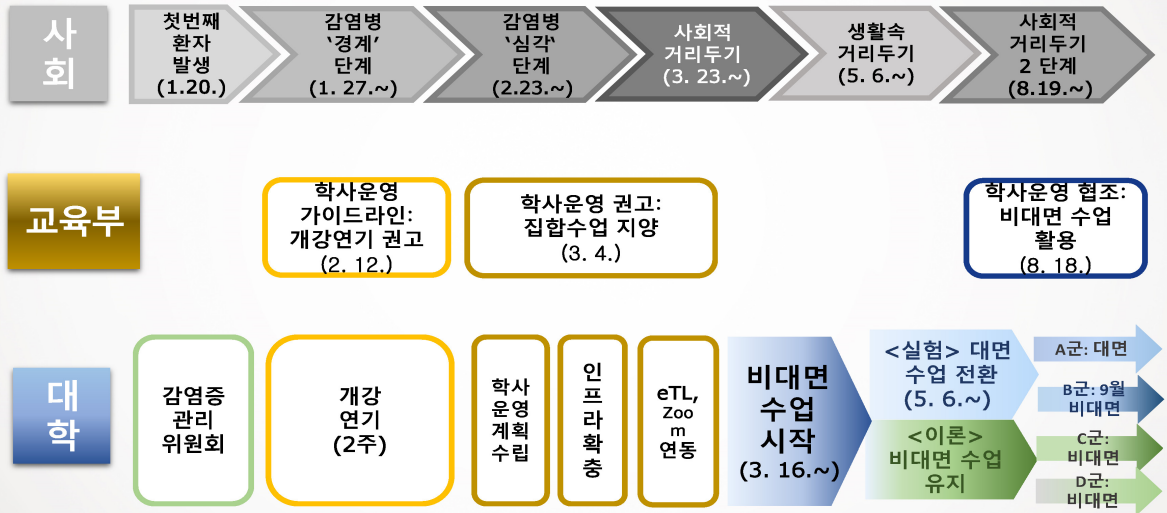 사
회
첫번째
환자
발생
(1.20.)
감염병
‘경계’
단계
(1. 27.~)
감염병
‘심각‘
단계
(2.23.~)
사회적
거리두기
(3. 23.~)
생활속
거리두기
(5. 6.~)
사회적
거리두기
2 단계
(8.19.~)
교육부
학사운영
가이드라인:
개강연기 권고
(2. 12.)
학사운영 권고:
집합수업 지양
(3. 4.)
학사운영 협조:
비대면 수업
활용
(8. 18.)
대
학
감염증
관리
위원회
개강
연기
(2주)
학사
운영
계획
수립
인
프
라
확
충
eTL,
Zoo
m
연동
비대면
수업
시작
(3. 16.~)
<실험> 대면
수업 전환
(5. 6.~)
<이론>
비대면 수업
유지
A군: 대면
B군: 9월
비대면
C군:
비대면
D군:
비대면